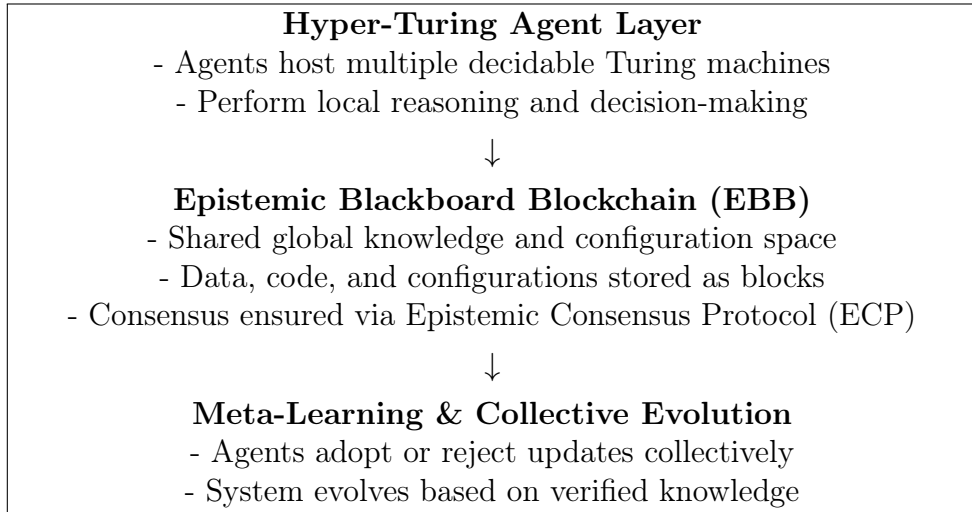 Hyper-Turing Agent Layer
- Agents host multiple decidable Turing machines
- Perform local reasoning and decision-making
↓
Epistemic Blackboard Blockchain (EBB)
- Shared global knowledge and configuration space
- Data, code, and configurations stored as blocks
- Consensus ensured via Epistemic Consensus Protocol (ECP)
↓
Meta-Learning & Collective Evolution
- Agents adopt or reject updates collectively
- System evolves based on verified knowledge